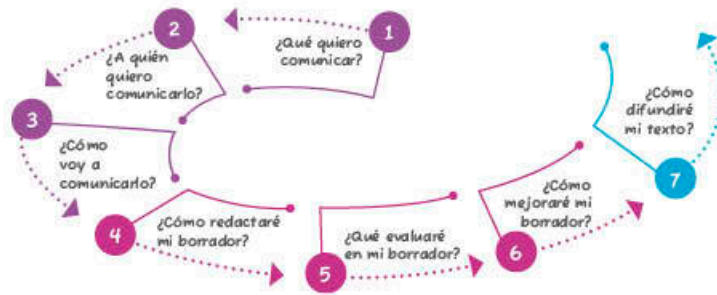 1
¿Qué quiero
comunicar?
2
¿A quién
quiero
comunicarlo?
3
¿Cómo
voy a
comunicarlo?
4
¿Cómo redactaré
mi borrador?
5
¿Qué evaluaré
en mi borrador?
6
¿Cómo
mejoraré mi
borrador?
7
¿Cómo
difundiré
mi texto?